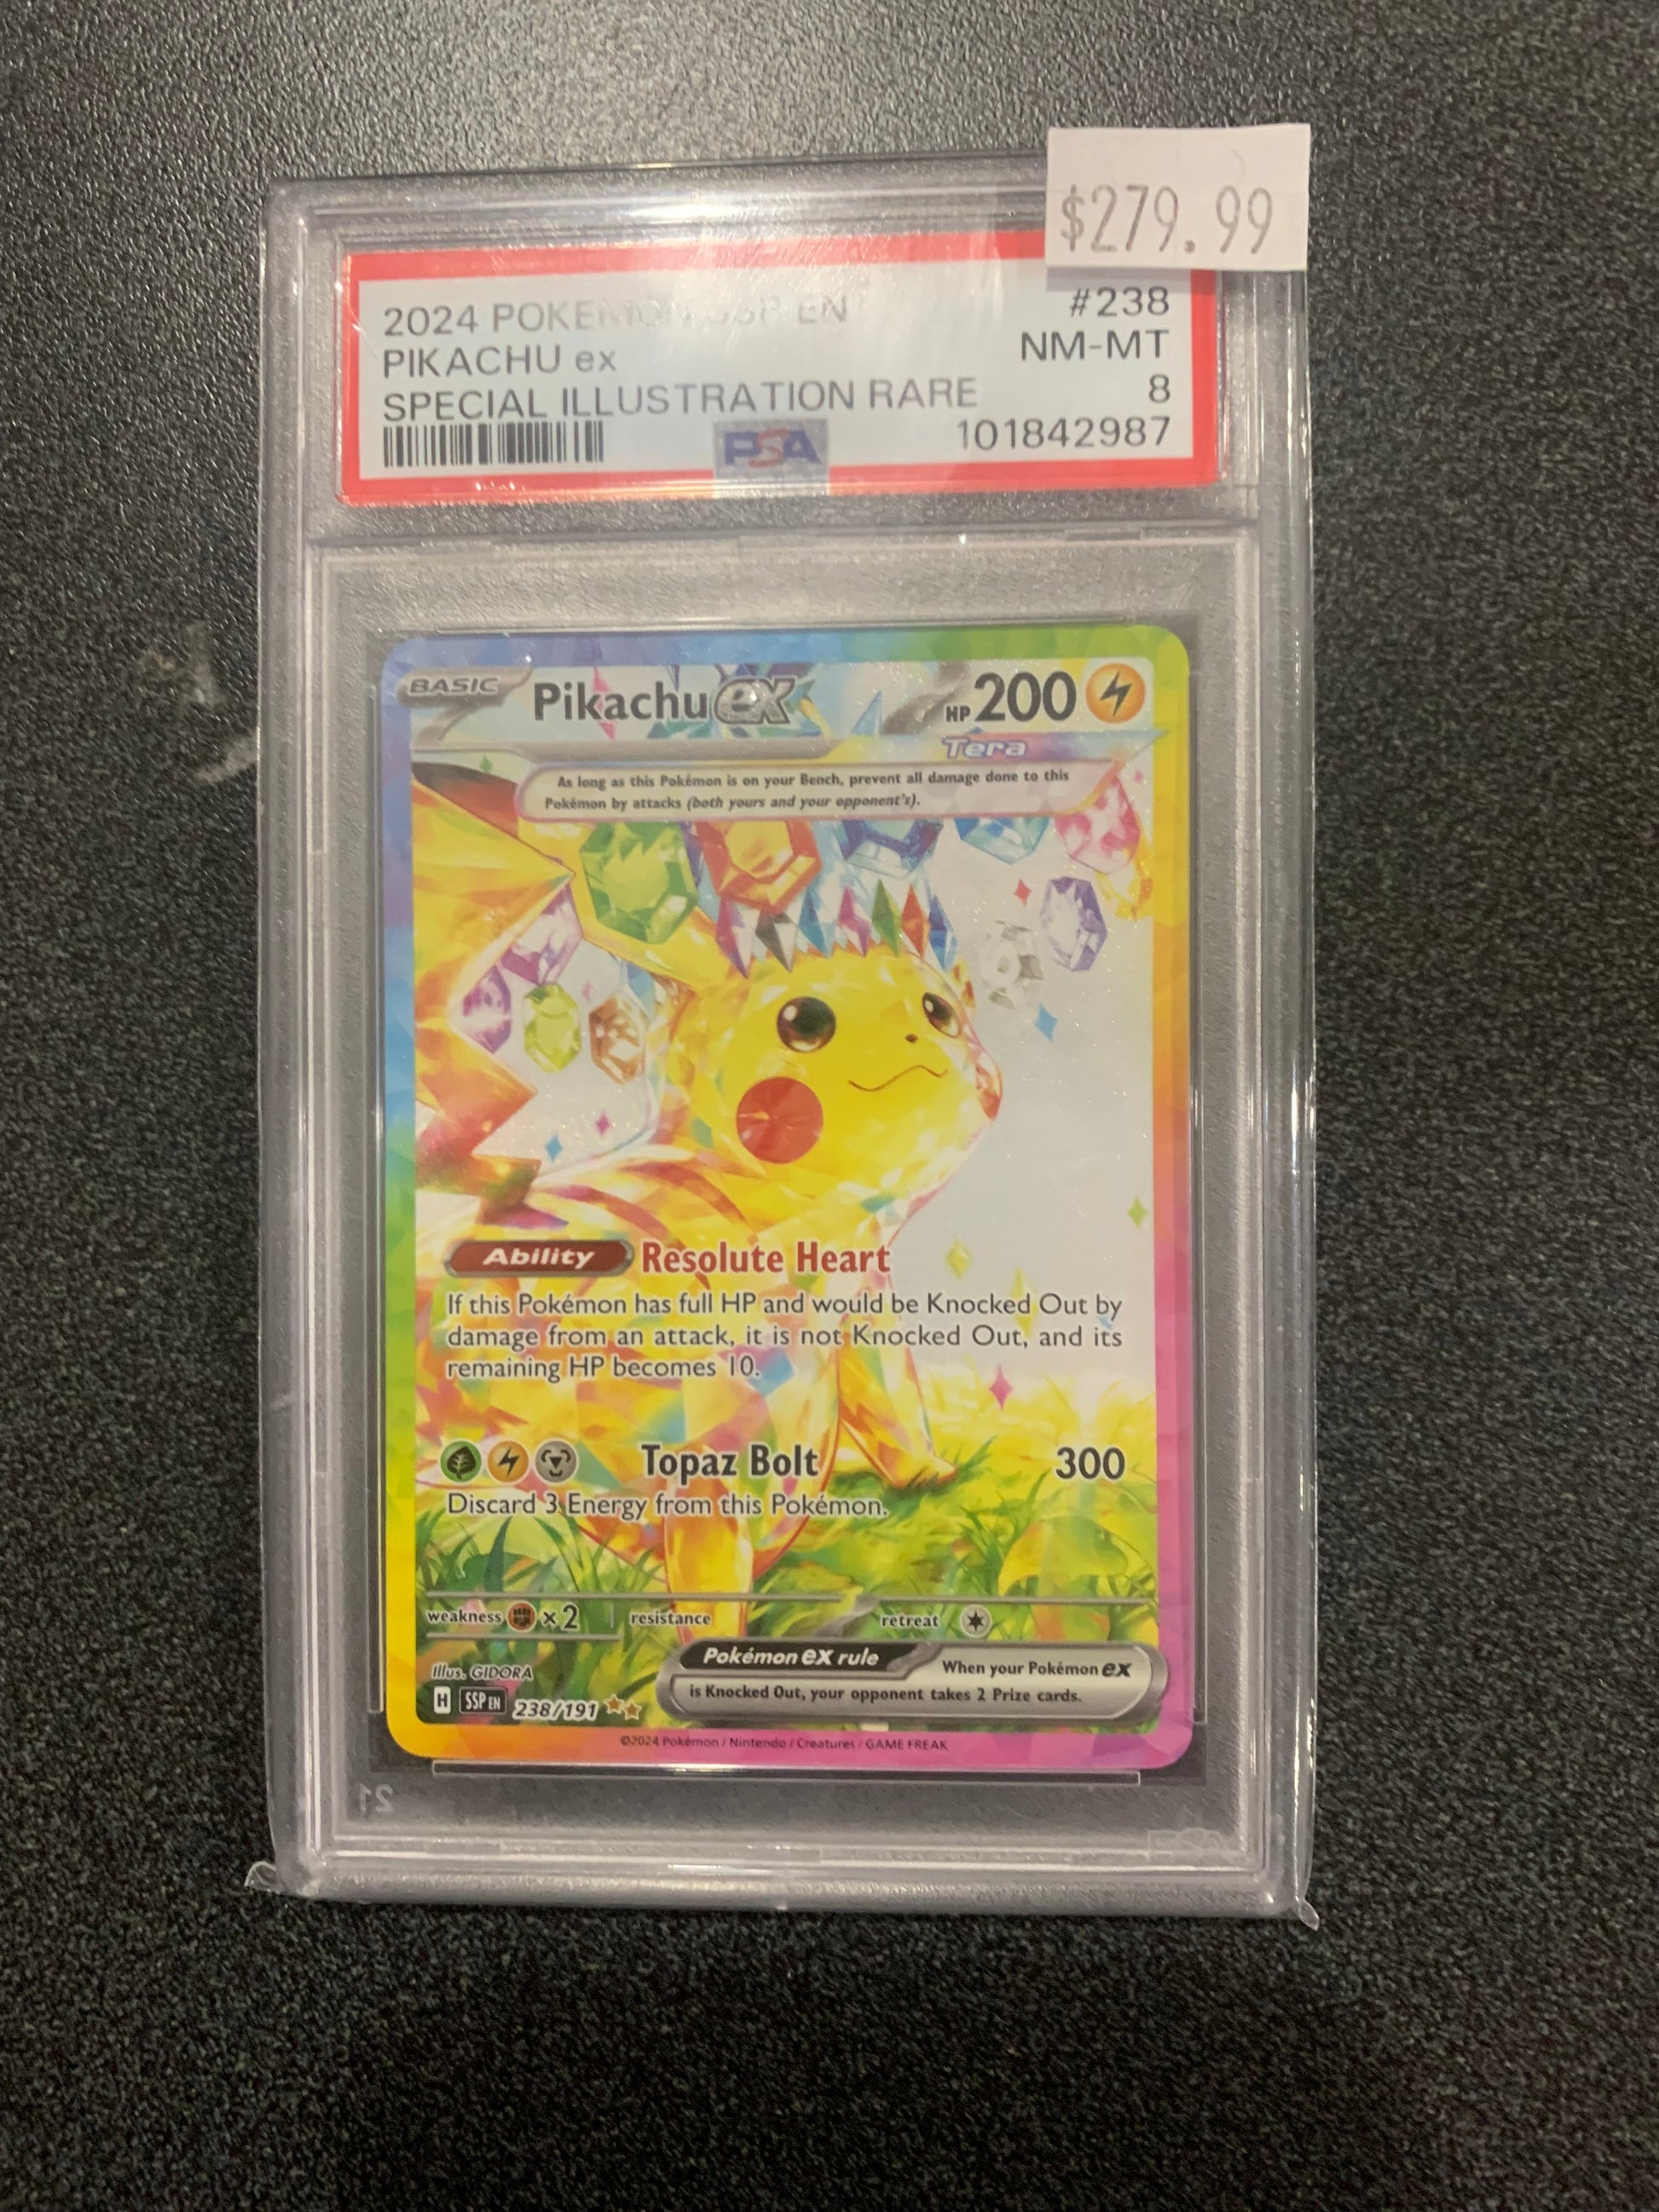 $279.99
2024 POKEMON SSP EN #238
PIKACHU ex NM-MT
SPECIAL ILLUSTRATION RARE 8
PSA 101842987
BASIC Pikachu ex HP 200
Tera
As long as this Pokémon is on your Bench, prevent all damage done to this
Pokémon by attacks (both yours and your opponent's).
Ability Resolute Heart
If this Pokémon has full HP and would be Knocked Out by
damage from an attack, it is not Knocked Out, and its
remaining HP becomes 10.
Topaz Bolt 300
Discard 3 Energy from this Pokémon.
weakness ×2 resistance retreat
Pokémon ex rule When your Pokémon ex
is Knocked Out, your opponent takes 2 Prize cards.
Illus. GIDORA
H SSP EN 238/191
©2024 Pokémon / Nintendo / Creatures / GAME FREAK
21